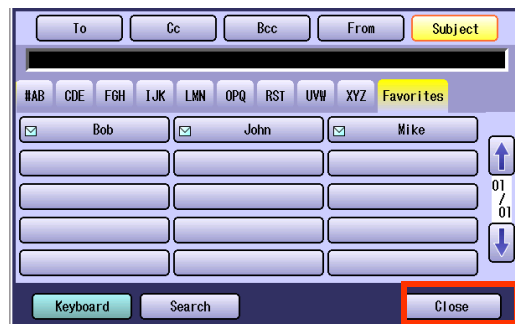 To Cc Bcc From Subject
#AB CDE FGH IJK LMN OPQ RST UVW XYZ Favorites
Bob John Mike
01
/
01
Keyboard Search Close